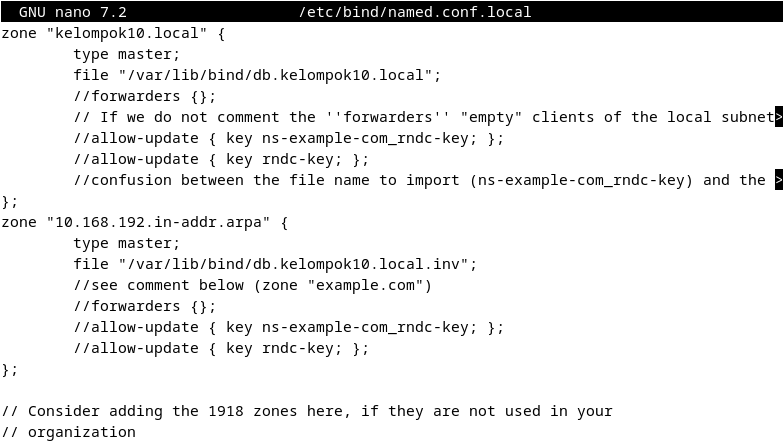 GNU nano 7.2 /etc/bind/named.conf.local
zone "kelompok10.local" {
        type master;
        file "/var/lib/bind/db.kelompok10.local";
        //forwarders {};
        // If we do not comment the ''forwarders'' "empty" clients of the local subnet>
        //allow-update { key ns-example-com_rndc-key; };
        //allow-update { key rndc-key; };
        //confusion between the file name to import (ns-example-com_rndc-key) and the >
};
zone "10.168.192.in-addr.arpa" {
        type master;
        file "/var/lib/bind/db.kelompok10.local.inv";
        //see comment below (zone "example.com")
        //forwarders {};
        //allow-update { key ns-example-com_rndc-key; };
        //allow-update { key rndc-key; };
};

// Consider adding the 1918 zones here, if they are not used in your
// organization